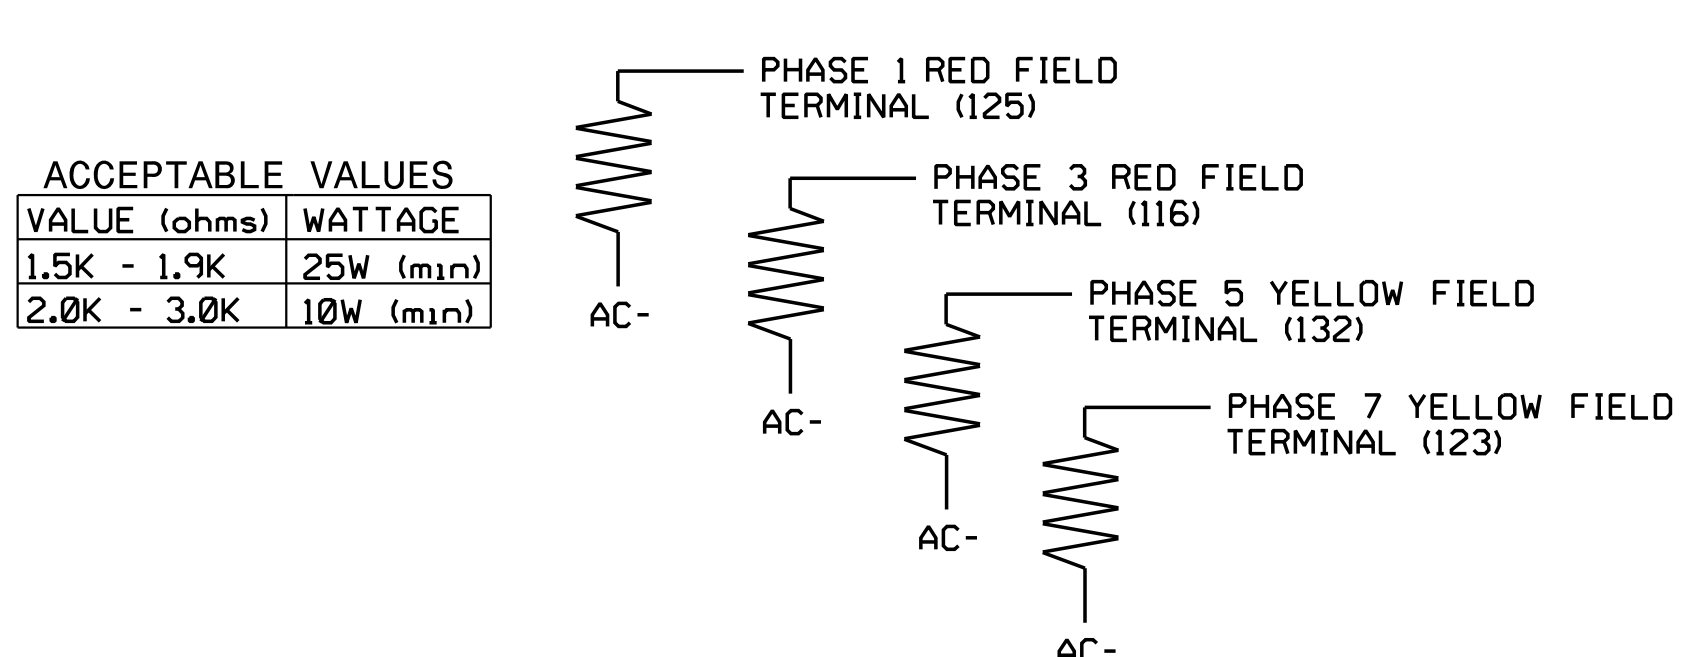 ACCEPTABLE VALUES
VALUE (ohms) WATTAGE
1.5K - 1.9K 25W (min)
2.0K - 3.0K 10W (min)
PHASE 1 RED FIELD
TERMINAL (125)
AC-
PHASE 3 RED FIELD
TERMINAL (116)
AC-
PHASE 5 YELLOW FIELD
TERMINAL (132)
AC-
PHASE 7 YELLOW FIELD
TERMINAL (123)
AC-